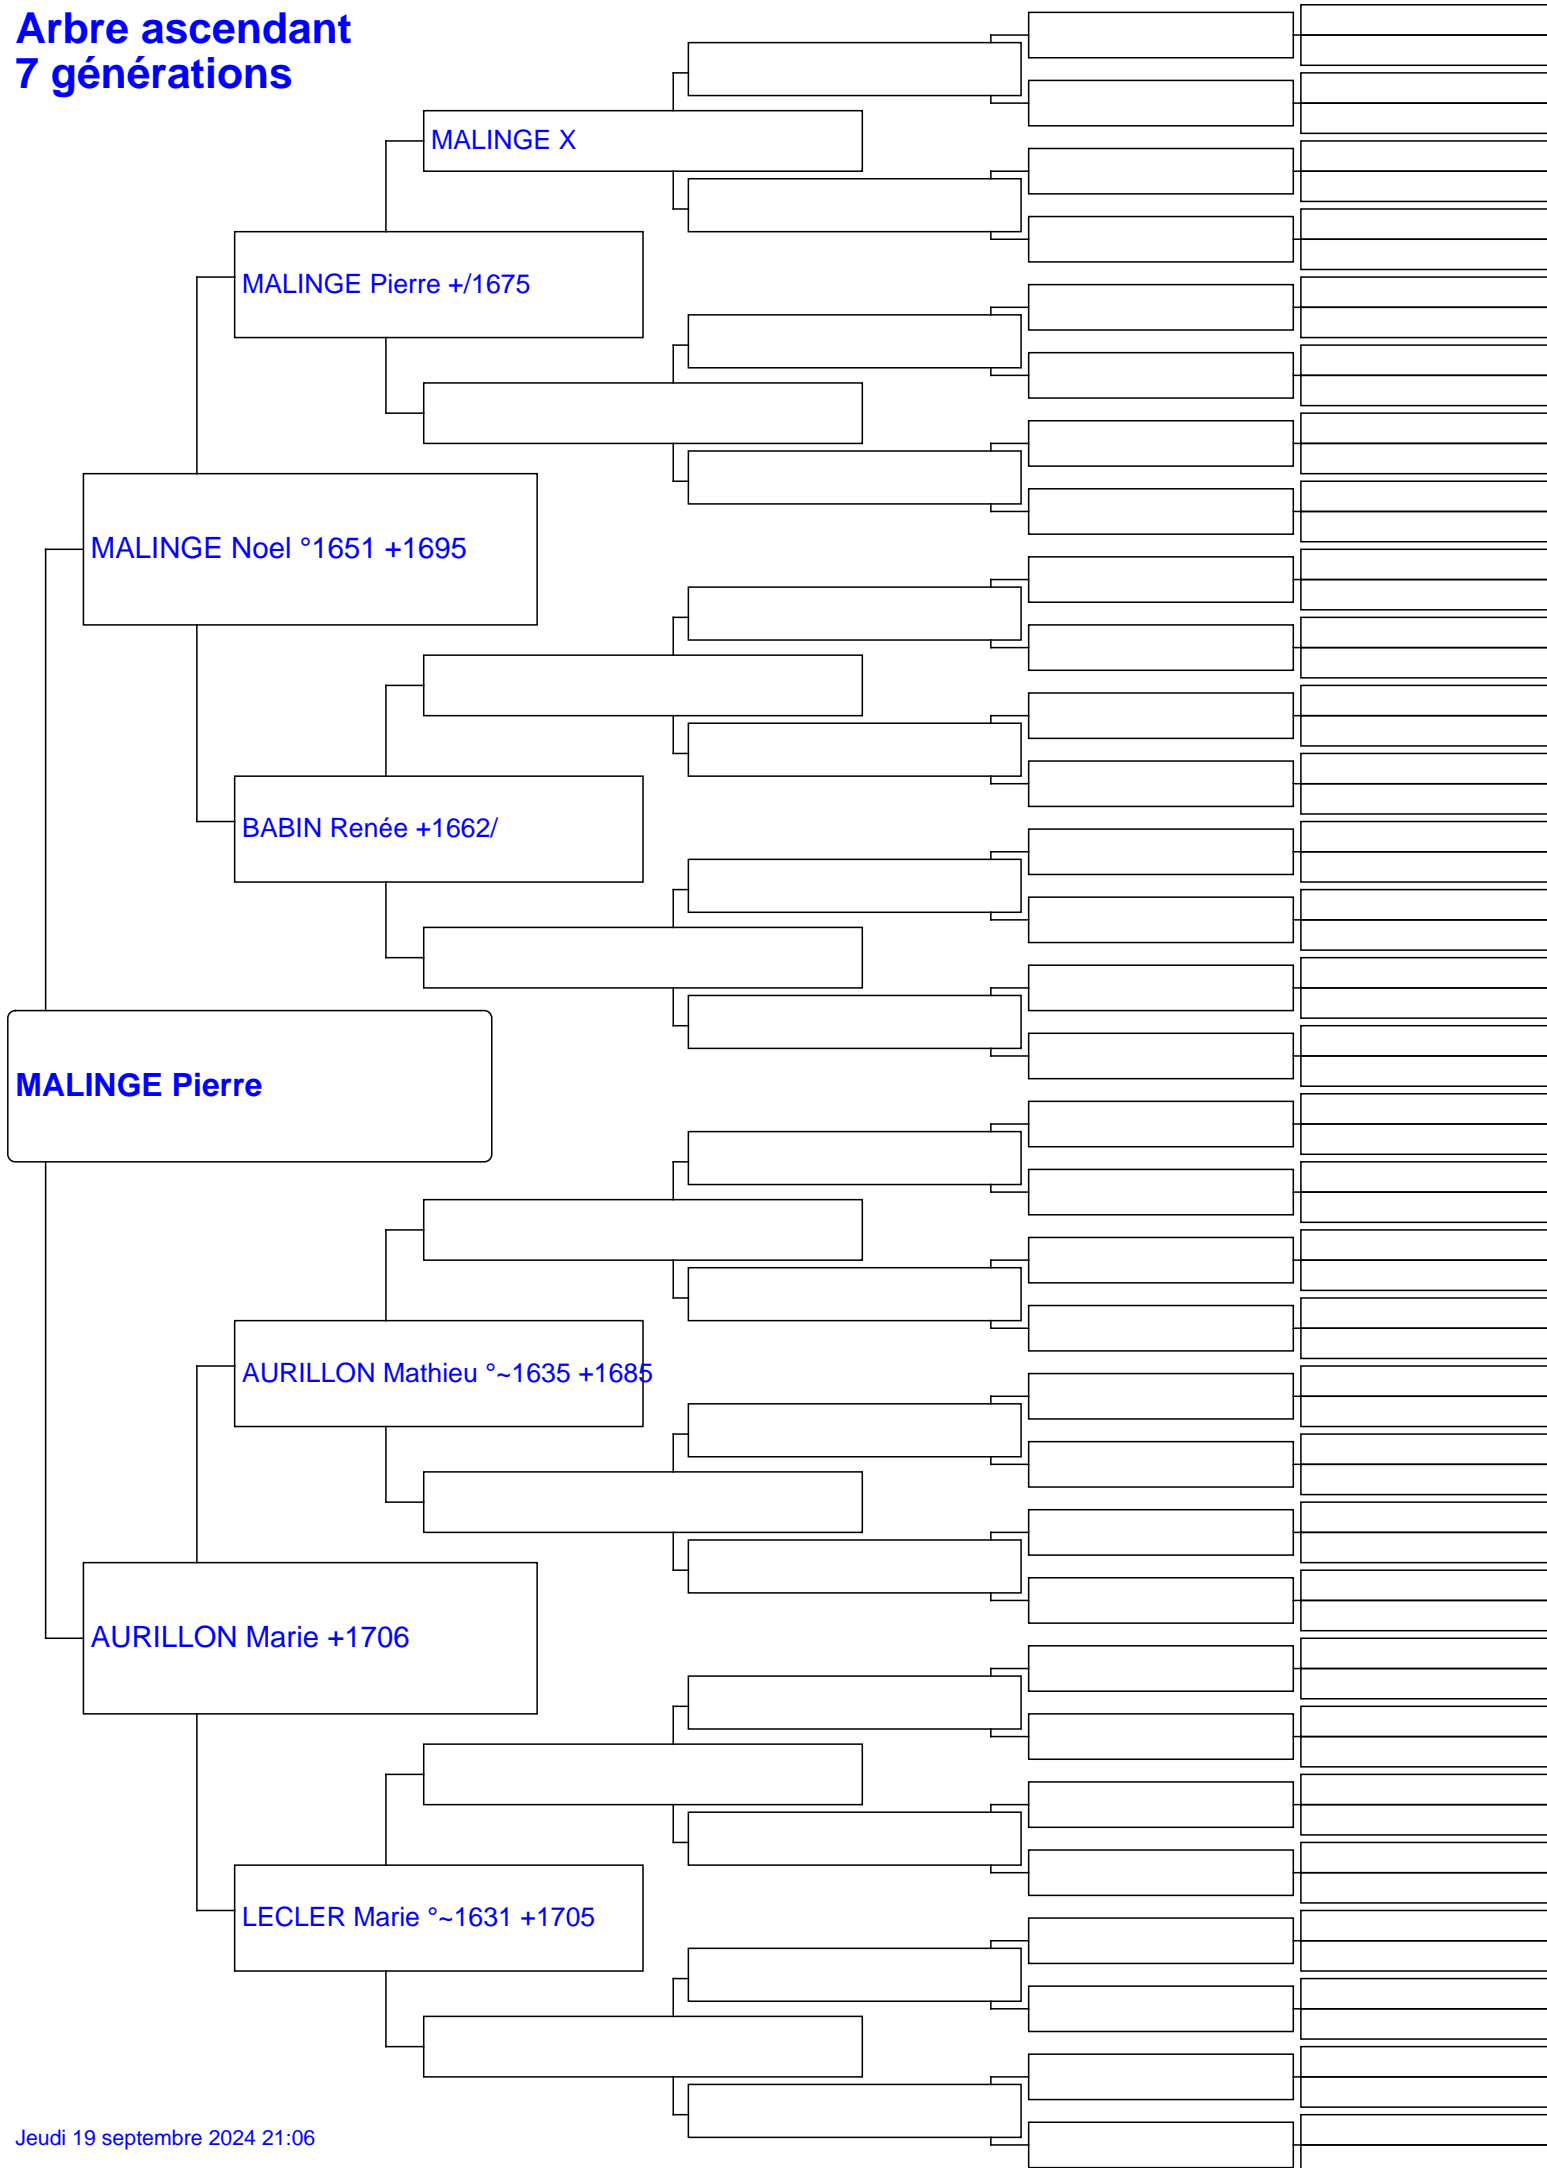 Arbre ascendant
7 générations
MALINGE X
MALINGE Pierre +/1675
MALINGE Noel °1651 +1695
BABIN Renée +1662/
MALINGE Pierre
AURILLON Mathieu °~1635 +1685
AURILLON Marie +1706
LECLER Marie °~1631 +1705
Jeudi 19 septembre 2024 21:06